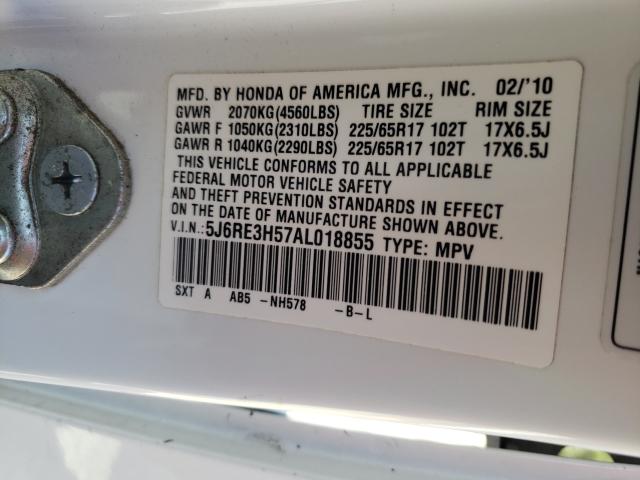 MFD. BY HONDA OF AMERICA MFG., INC. 02/'10
GVWR 2070KG(4560LBS) TIRE SIZE RIM SIZE
GAWR F 1050KG(2310LBS) 225/65R17 102T 17X6.5J
GAWR R 1040KG(2290LBS) 225/65R17 102T 17X6.5J
THIS VEHICLE CONFORMS TO ALL APPLICABLE
FEDERAL MOTOR VEHICLE SAFETY
AND THEFT PREVENTION STANDARDS IN EFFECT
ON THE DATE OF MANUFACTURE SHOWN ABOVE.
V.I.N.: 5J6RE3H57AL018855 TYPE: MPV
SXT A AB5 -NH578 -B-L